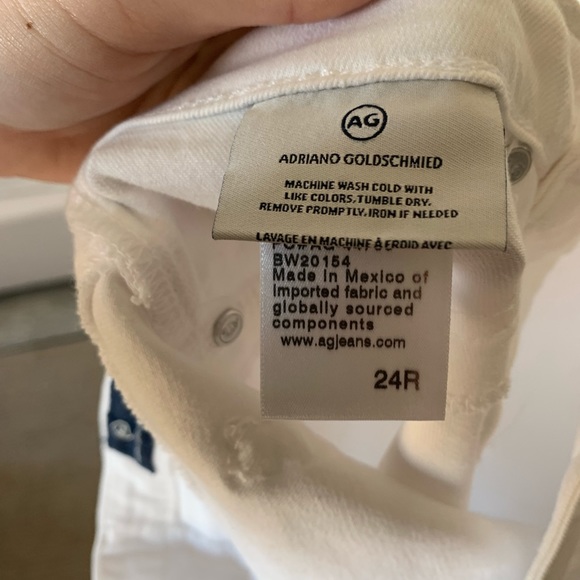 AG
ADRIANO GOLDSCHMIED
MACHINE WASH COLD WITH
LIKE COLORS. TUMBLE DRY.
REMOVE PROMPTLY. IRON IF NEEDED
LAVAGE EN MACHINE À FROID AVEC
BW20154
Made in Mexico of
Imported fabric and
globally sourced
components
www.agjeans.com
24R